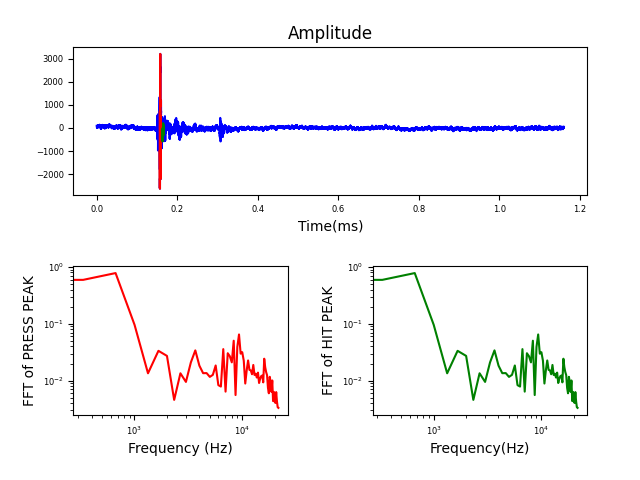 Amplitude
3000
2000
1000
0
−1000
−2000
0.0 0.2 0.4 0.6 0.8 1.0 1.2
Time(ms)
FFT of PRESS PEAK
10⁰
10⁻¹
10⁻²
10³ 10⁴
Frequency (Hz)
FFT of HIT PEAK
10⁰
10⁻¹
10⁻²
10³ 10⁴
Frequency(Hz)